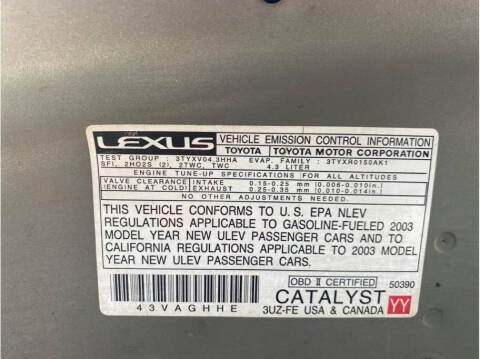 LEXUS VEHICLE EMISSION CONTROL INFORMATION
TOYOTA TOYOTA MOTOR CORPORATION
TEST GROUP : 3TYXV04.3HHA EVAP. FAMILY : 3TYXR0150AK1
SFI, 2HO2S (2), 2TWC, TWC 4.3 LITER
ENGINE TUNE-UP SPECIFICATIONS FOR ALL ALTITUDES
VALVE CLEARANCE INTAKE 0.15-0.25 mm (0.006-0.010in.)
(ENGINE AT COLD) EXHAUST 0.25-0.35 mm (0.010-0.014in.)
NO OTHER ADJUSTMENTS NEEDED.
THIS VEHICLE CONFORMS TO U.S. EPA NLEV
REGULATIONS APPLICABLE TO GASOLINE-FUELED 2003
MODEL YEAR NEW ULEV PASSENGER CARS AND TO
CALIFORNIA REGULATIONS APPLICABLE TO 2003 MODEL
YEAR NEW ULEV PASSENGER CARS.
OBD II CERTIFIED 50390
CATALYST YY
43VAGHHE 3UZ-FE USA & CANADA